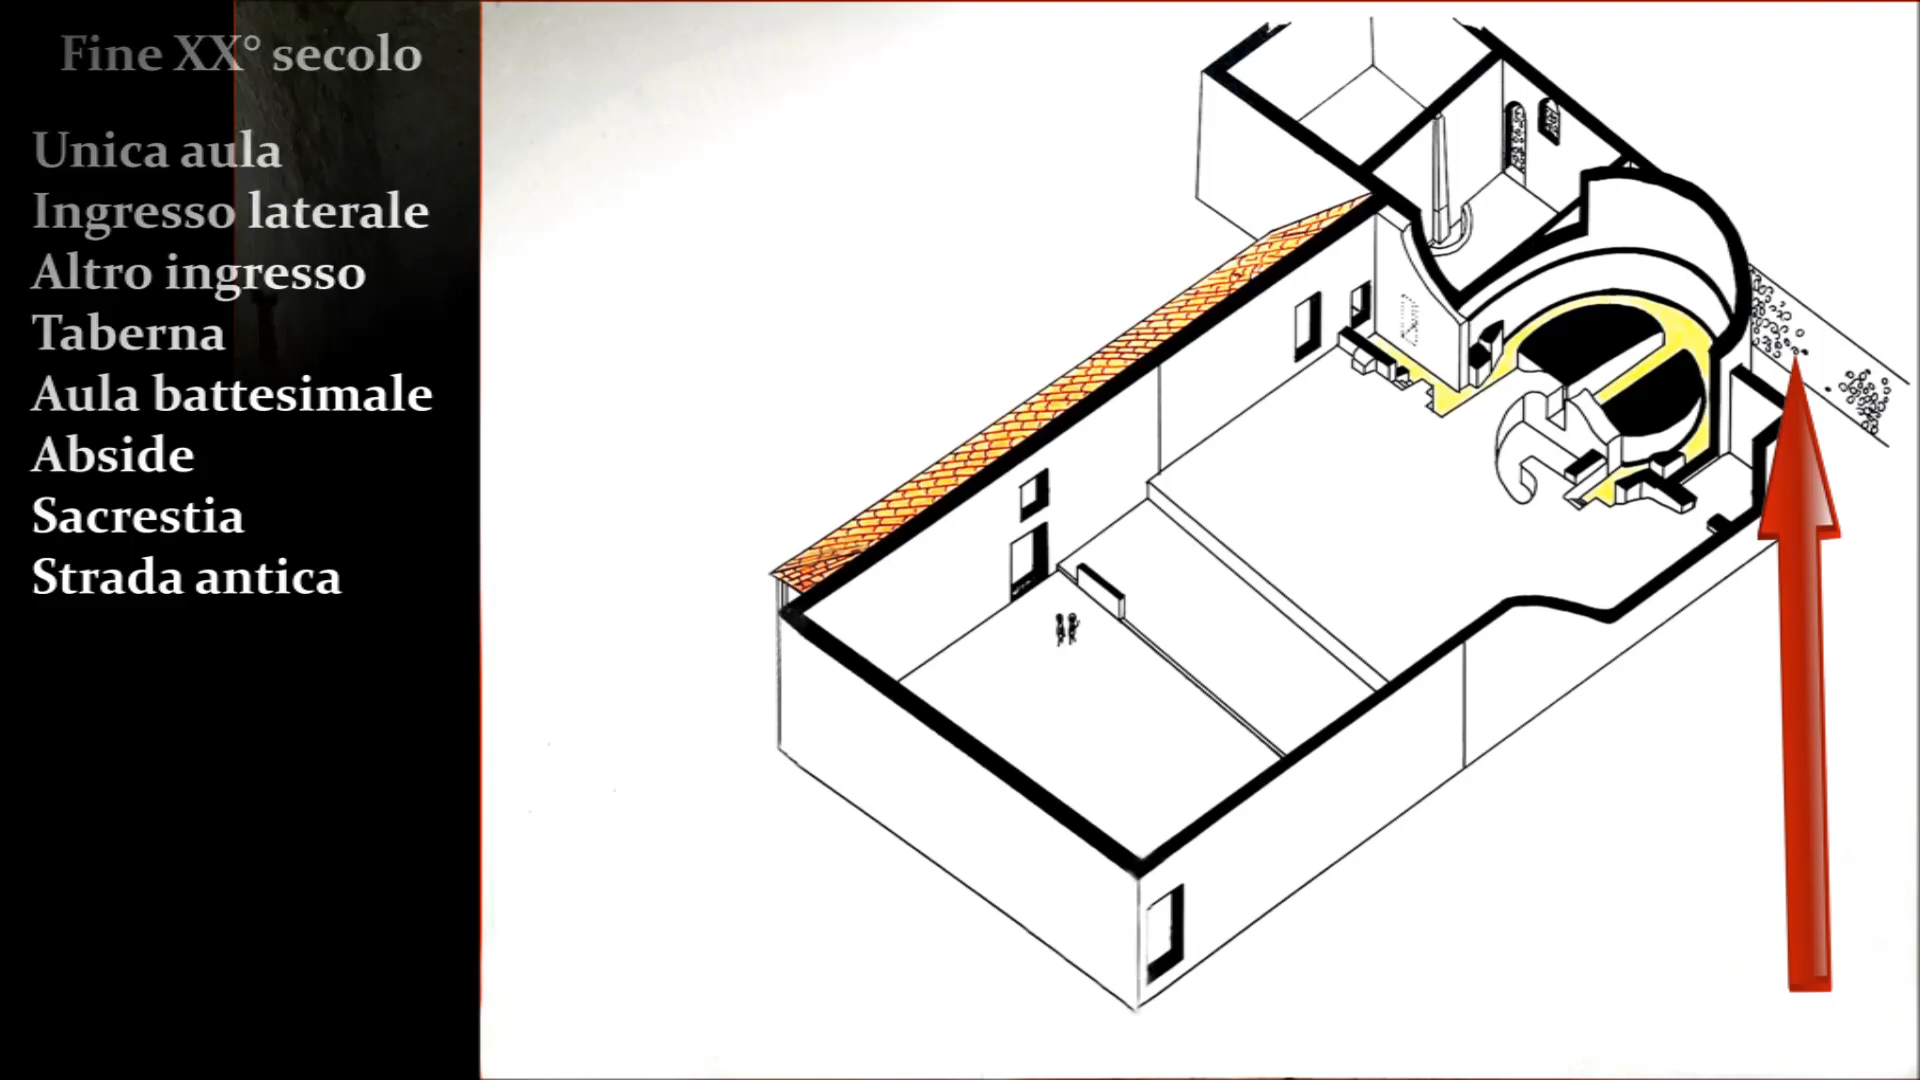 Fine XX° secolo
Unica aula
Ingresso laterale
Altro ingresso
Taberna
Aula battesimale
Abside
Sacrestia
Strada antica